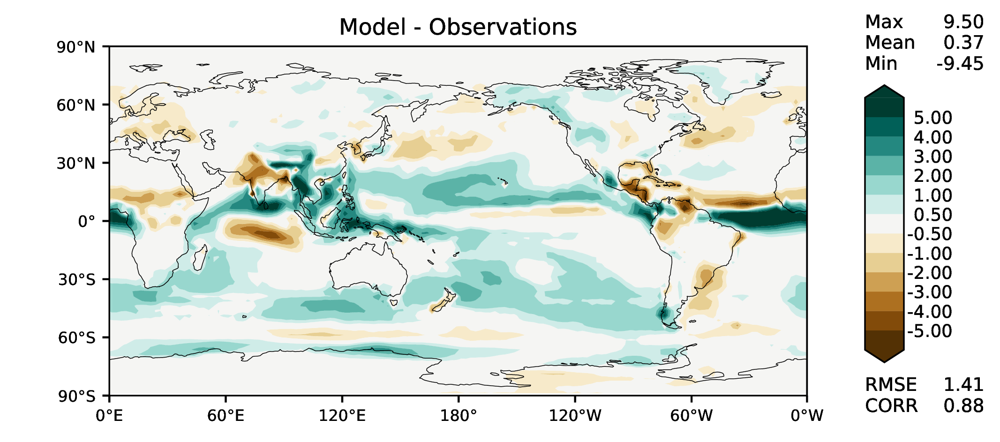 Model - Observations
Max 9.50
Mean 0.37
Min -9.45
90°N
60°N
30°N
0°
30°S
60°S
90°S
0°E 60°E 120°E 180° 120°W 60°W 0°W
5.00
4.00
3.00
2.00
1.00
0.50
-0.50
-1.00
-2.00
-3.00
-4.00
-5.00
RMSE 1.41
CORR 0.88